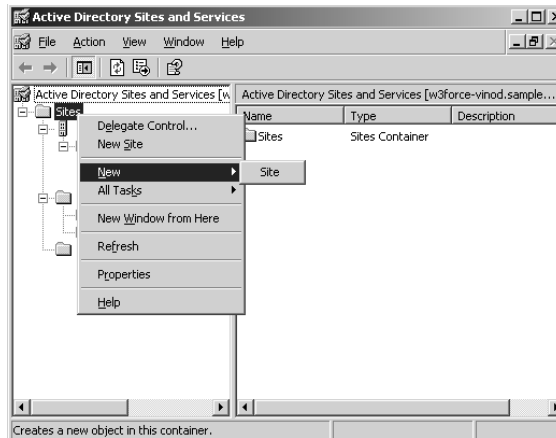 Active Directory Sites and Services
File Action View Window Help
Active Directory Sites and Services [w
Active Directory Sites and Services [w3force-vinod.sample...
Sites
Name Type Description
Sites Sites Container
Delegate Control...
New Site
New
Site
All Tasks
New Window from Here
Refresh
Properties
Help
Creates a new object in this container.